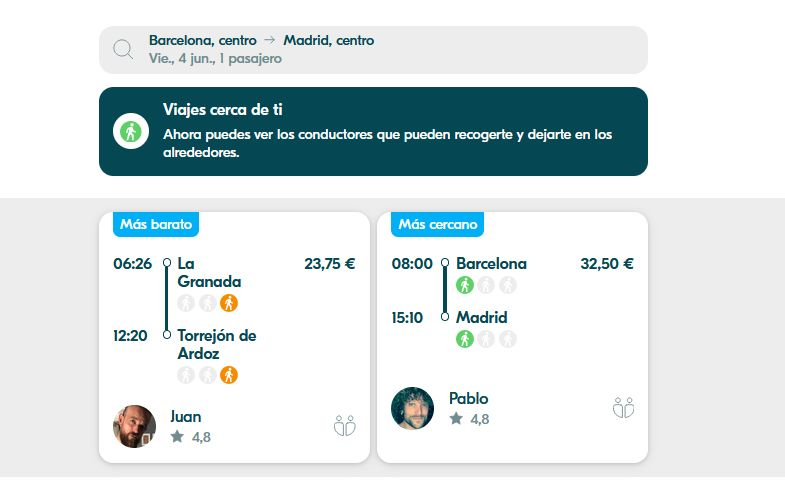 Barcelona, centro → Madrid, centro
Vie., 4 jun., 1 pasajero
Viajes cerca de ti
Ahora puedes ver los conductores que pueden recogerte y dejarte en los
alrededores.
Más barato
06:26 La 23,75 €
Granada
12:20 Torrejón de
Ardoz
Juan
4,8
Más cercano
08:00 Barcelona 32,50 €
15:10 Madrid
Pablo
4,8